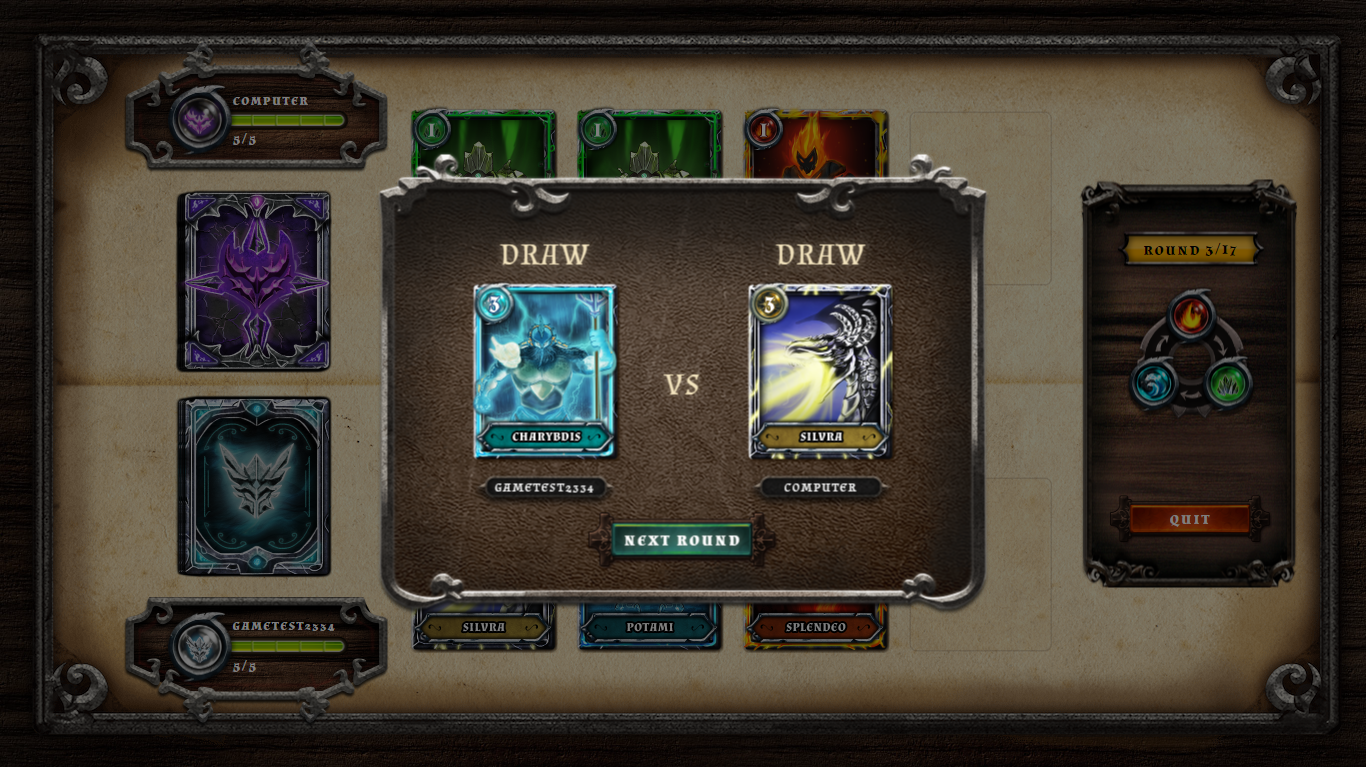 COMPUTER
5/5
1
1
1
DRAW
DRAW
3
3
CHARYBDIS
VS
SILVRA
GAMETEST2334
COMPUTER
NEXT ROUND
ROUND 3/17
QUIT
GAMETEST2334
5/5
SILVRA
POTAMI
SPLENDEO